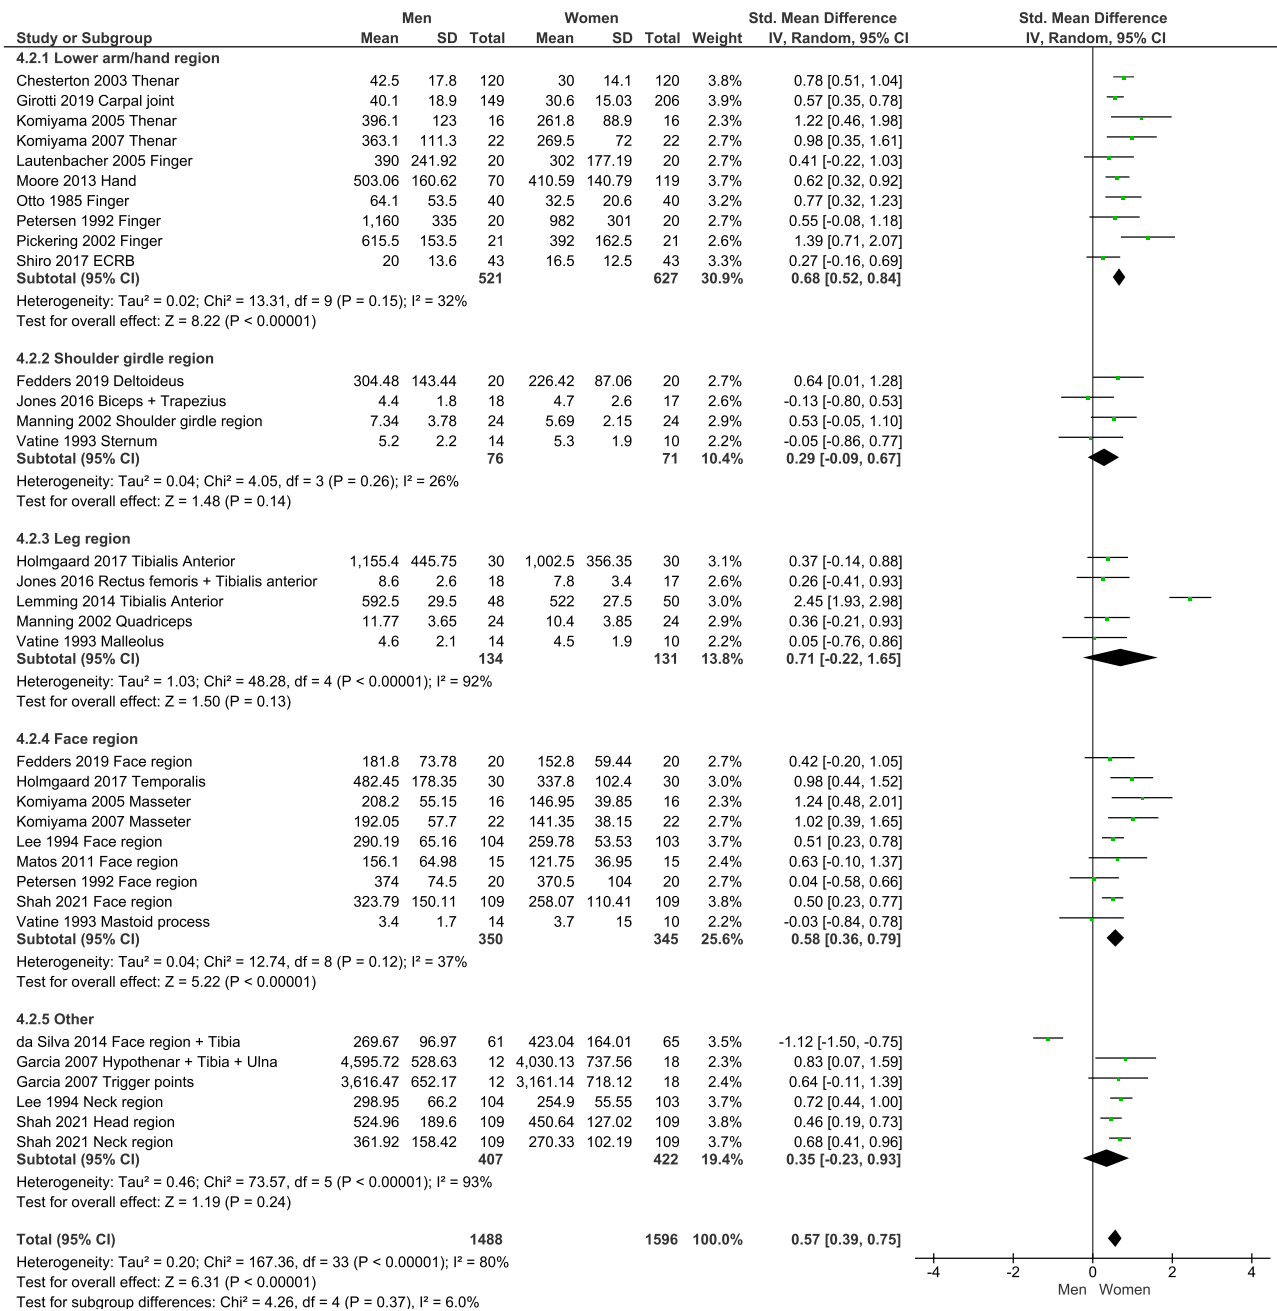 Men Women Std. Mean Difference Std. Mean Difference
Study or Subgroup Mean SD Total Mean SD Total Weight IV, Random, 95% CI IV, Random, 95% CI
4.2.1 Lower arm/hand region
Chesterton 2003 Thenar 42.5 17.8 120 30 14.1 120 3.8% 0.78 [0.51, 1.04]
Girotti 2019 Carpal joint 40.1 18.9 149 30.6 15.03 206 3.9% 0.57 [0.35, 0.78]
Komiyama 2005 Thenar 396.1 123 16 261.8 88.9 16 2.3% 1.22 [0.46, 1.98]
Komiyama 2007 Thenar 363.1 111.3 22 269.5 72 22 2.7% 0.98 [0.35, 1.61]
Lautenbacher 2005 Finger 390 241.92 20 302 177.19 20 2.7% 0.41 [-0.22, 1.03]
Moore 2013 Hand 503.06 160.62 70 410.59 140.79 119 3.7% 0.62 [0.32, 0.92]
Otto 1985 Finger 64.1 53.5 40 32.5 20.6 40 3.2% 0.77 [0.32, 1.23]
Petersen 1992 Finger 1,160 335 20 982 301 20 2.7% 0.55 [-0.08, 1.18]
Pickering 2002 Finger 615.5 153.5 21 392 162.5 21 2.6% 1.39 [0.71, 2.07]
Shiro 2017 ECRB 20 13.6 43 16.5 12.5 43 3.3% 0.27 [-0.16, 0.69]
Subtotal (95% CI) 521 627 30.9% 0.68 [0.52, 0.84]
Heterogeneity: Tau² = 0.02; Chi² = 13.31, df = 9 (P = 0.15); I² = 32%
Test for overall effect: Z = 8.22 (P < 0.00001)
4.2.2 Shoulder girdle region
Fedders 2019 Deltoideus 304.48 143.44 20 226.42 87.06 20 2.7% 0.64 [0.01, 1.28]
Jones 2016 Biceps + Trapezius 4.4 1.8 18 4.7 2.6 17 2.6% -0.13 [-0.80, 0.53]
Manning 2002 Shoulder girdle region 7.34 3.78 24 5.69 2.15 24 2.9% 0.53 [-0.05, 1.10]
Vatine 1993 Sternum 5.2 2.2 14 5.3 1.9 10 2.2% -0.05 [-0.86, 0.77]
Subtotal (95% CI) 76 71 10.4% 0.29 [-0.09, 0.67]
Heterogeneity: Tau² = 0.04; Chi² = 4.05, df = 3 (P = 0.26); I² = 26%
Test for overall effect: Z = 1.48 (P = 0.14)
4.2.3 Leg region
Holmgaard 2017 Tibialis Anterior 1,155.4 445.75 30 1,002.5 356.35 30 3.1% 0.37 [-0.14, 0.88]
Jones 2016 Rectus femoris + Tibialis anterior 8.6 2.6 18 7.8 3.4 17 2.6% 0.26 [-0.41, 0.93]
Lemming 2014 Tibialis Anterior 592.5 29.5 48 522 27.5 50 3.0% 2.45 [1.93, 2.98]
Manning 2002 Quadriceps 11.77 3.65 24 10.4 3.85 24 2.9% 0.36 [-0.21, 0.93]
Vatine 1993 Malleolus 4.6 2.1 14 4.5 1.9 10 2.2% 0.05 [-0.76, 0.86]
Subtotal (95% CI) 134 131 13.8% 0.71 [-0.22, 1.65]
Heterogeneity: Tau² = 1.03; Chi² = 48.28, df = 4 (P < 0.00001); I² = 92%
Test for overall effect: Z = 1.50 (P = 0.13)
4.2.4 Face region
Fedders 2019 Face region 181.8 73.78 20 152.8 59.44 20 2.7% 0.42 [-0.20, 1.05]
Holmgaard 2017 Temporalis 482.45 178.35 30 337.8 102.4 30 3.0% 0.98 [0.44, 1.52]
Komiyama 2005 Masseter 208.2 55.15 16 146.95 39.85 16 2.3% 1.24 [0.48, 2.01]
Komiyama 2007 Masseter 192.05 57.7 22 141.35 38.15 22 2.7% 1.02 [0.39, 1.65]
Lee 1994 Face region 290.19 65.16 104 259.78 53.53 103 3.8% 0.51 [0.23, 0.78]
Matos 2011 Face region 156.1 64.98 15 121.75 36.95 15 2.4% 0.63 [-0.10, 1.37]
Petersen 1992 Face region 374 74.5 20 370.5 104 20 2.7% 0.04 [-0.58, 0.66]
Shah 2021 Face region 323.79 150.11 109 258.07 110.41 109 3.8% 0.50 [0.23, 0.77]
Vatine 1993 Mastoid process 3.4 1.7 14 3.7 15 10 2.2% -0.03 [-0.84, 0.78]
Subtotal (95% CI) 350 345 25.6% 0.58 [0.36, 0.79]
Heterogeneity: Tau² = 0.04; Chi² = 12.74, df = 8 (P = 0.12); I² = 37%
Test for overall effect: Z = 5.22 (P < 0.00001)
4.2.5 Other
da Silva 2014 Face region + Tibia 269.67 96.97 61 423.04 164.01 65 3.5% -1.12 [-1.50, -0.75]
Garcia 2007 Hypothenar + Tibia + Ulna 4,595.72 528.63 12 4,030.13 737.56 18 2.3% 0.83 [0.07, 1.59]
Garcia 2007 Trigger points 3,616.47 652.17 12 3,161.14 718.12 18 2.4% 0.64 [-0.11, 1.39]
Lee 1994 Neck region 298.95 66.2 104 254.9 55.55 103 3.7% 0.72 [0.44, 1.00]
Shah 2021 Head region 524.96 189.6 109 450.64 127.02 109 3.8% 0.46 [0.19, 0.73]
Shah 2021 Neck region 361.92 158.42 109 270.33 102.19 109 3.7% 0.68 [0.41, 0.96]
Subtotal (95% CI) 407 422 19.4% 0.35 [-0.23, 0.93]
Heterogeneity: Tau² = 0.46; Chi² = 73.57, df = 5 (P < 0.00001); I² = 93%
Test for overall effect: Z = 1.19 (P = 0.24)
Total (95% CI) 1488 1596 100.0% 0.57 [0.39, 0.75]
Heterogeneity: Tau² = 0.20; Chi² = 167.36, df = 33 (P < 0.00001); I² = 80%
Test for overall effect: Z = 6.31 (P < 0.00001)
Test for subgroup differences: Chi² = 4.26, df = 4 (P = 0.37), I² = 6.0%
-4 -2 0 2 4
Men Women